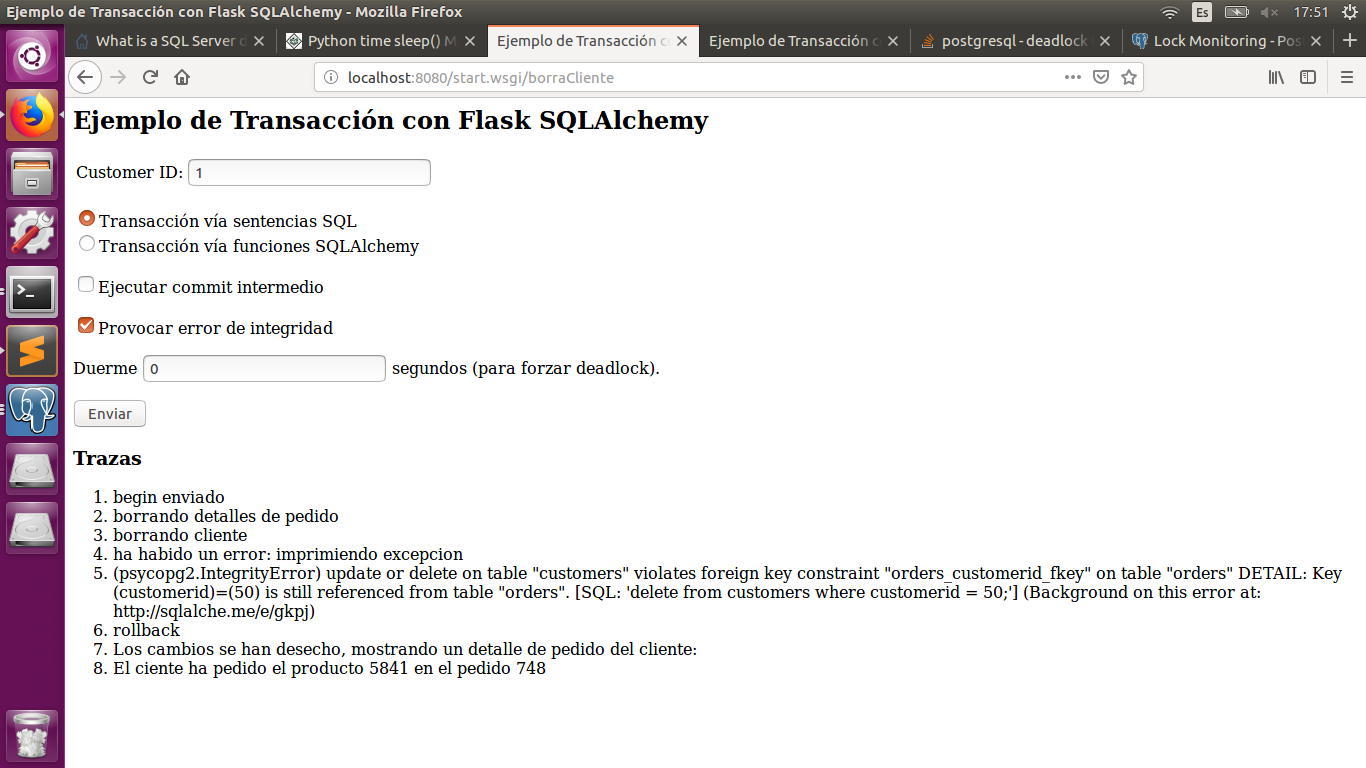 Ejemplo de Transacción con Flask SQLAlchemy - Mozilla Firefox
Es
17:51
What is a SQL Server d
Python time sleep() M
Ejemplo de Transacción c
Ejemplo de Transacción c
postgresql - deadlock
Lock Monitoring - Pos
localhost:8080/start.wsgi/borraCliente
Ejemplo de Transacción con Flask SQLAlchemy
Customer ID: 1
Transacción vía sentencias SQL
Transacción vía funciones SQLAlchemy
Ejecutar commit intermedio
Provocar error de integridad
Duerme 0 segundos (para forzar deadlock).
Enviar
Trazas
1. begin enviado
2. borrando detalles de pedido
3. borrando cliente
4. ha habido un error: imprimiendo excepcion
5. (psycopg2.IntegrityError) update or delete on table "customers" violates foreign key constraint "orders_customerid_fkey" on table "orders" DETAIL: Key
(customerid)=(50) is still referenced from table "orders". [SQL: 'delete from customers where customerid = 50;'] (Background on this error at:
http://sqlalche.me/e/gkpj)
6. rollback
7. Los cambios se han desecho, mostrando un detalle de pedido del cliente:
8. El ciente ha pedido el producto 5841 en el pedido 748